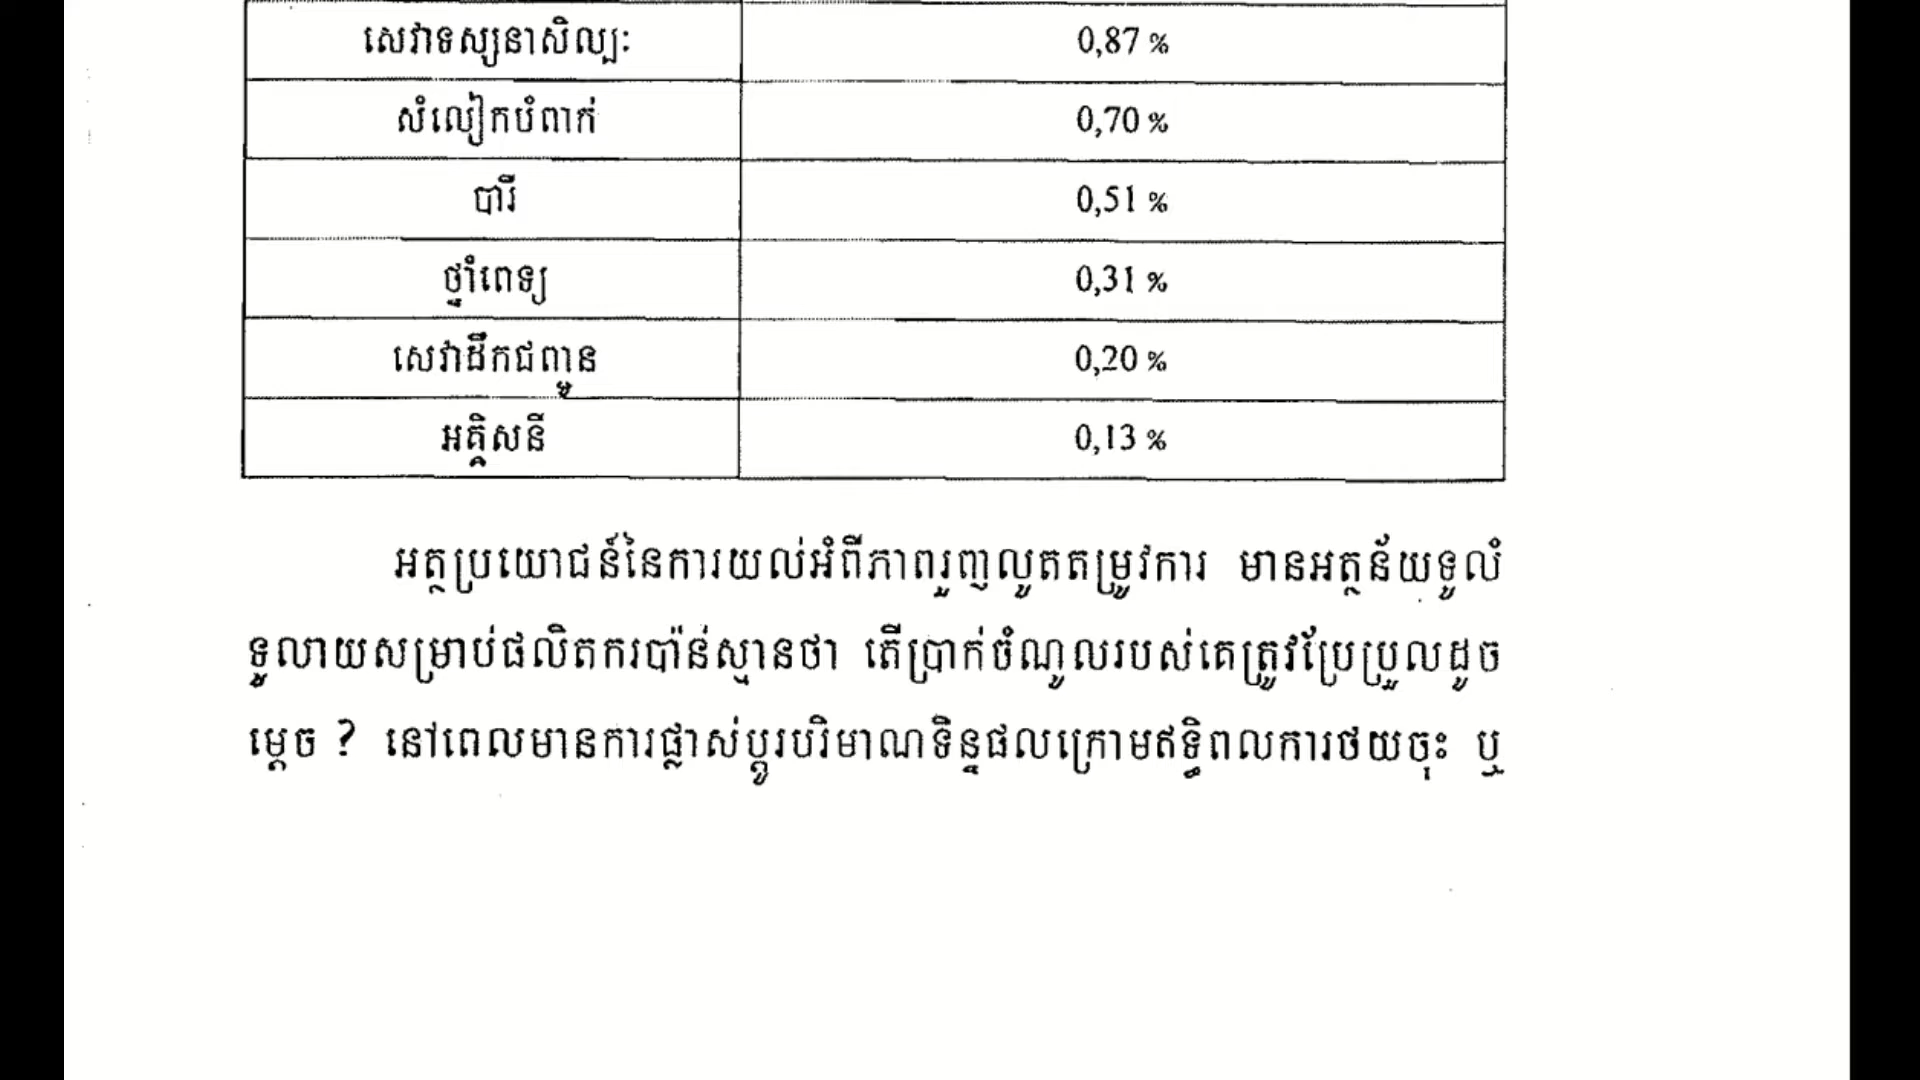 សេវាទស្សនាសិល្បៈ 0,87 %
សំលៀកបំពាក់ 0,70 %
បារី 0,51 %
ថ្នាំពេទ្យ 0,31 %
សេវាដឹកជញ្ជូន 0,20 %
អគ្គិសនី 0,13 %
អត្ថប្រយោជន៍នៃការយល់អំពីភាពរួញលូតតម្រូវការ មានអត្ថន័យទូលំ
ទូលាយសម្រាប់ផលិតករប៉ាន់ស្មានថា តើប្រាក់ចំណូលរបស់គេត្រូវប្រែប្រួលដូច
ម្ដេច ? នៅពេលមានការផ្លាស់ប្ដូរបរិមាណទិន្នផលក្រោមឥទ្ធិពលការថយចុះ ឬ